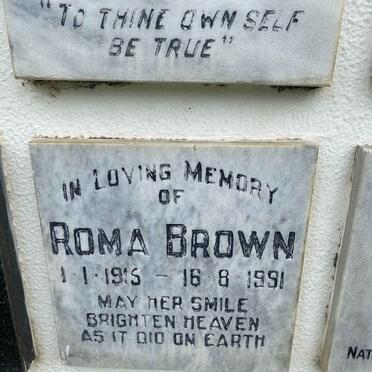 "TO THINE OWN SELF
BE TRUE"
IN LOVING MEMORY
OF
ROMA BROWN
1·1·1915 – 16·8·1991
MAY HER SMILE
BRIGHTEN HEAVEN
AS IT DID ON EARTH
NAT